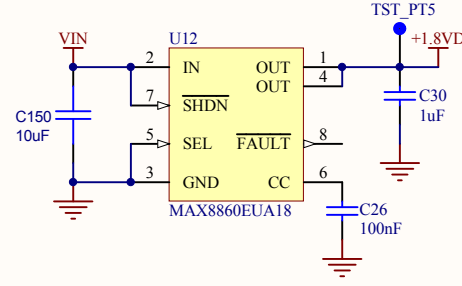 TST_PT5
VIN
U12
+1.8VD
2 IN OUT 1
OUT 4
7 SHDN
C30
1uF
C150
10uF
5 SEL FAULT 8
3 GND CC 6
MAX8860EUA18
C26
100nF